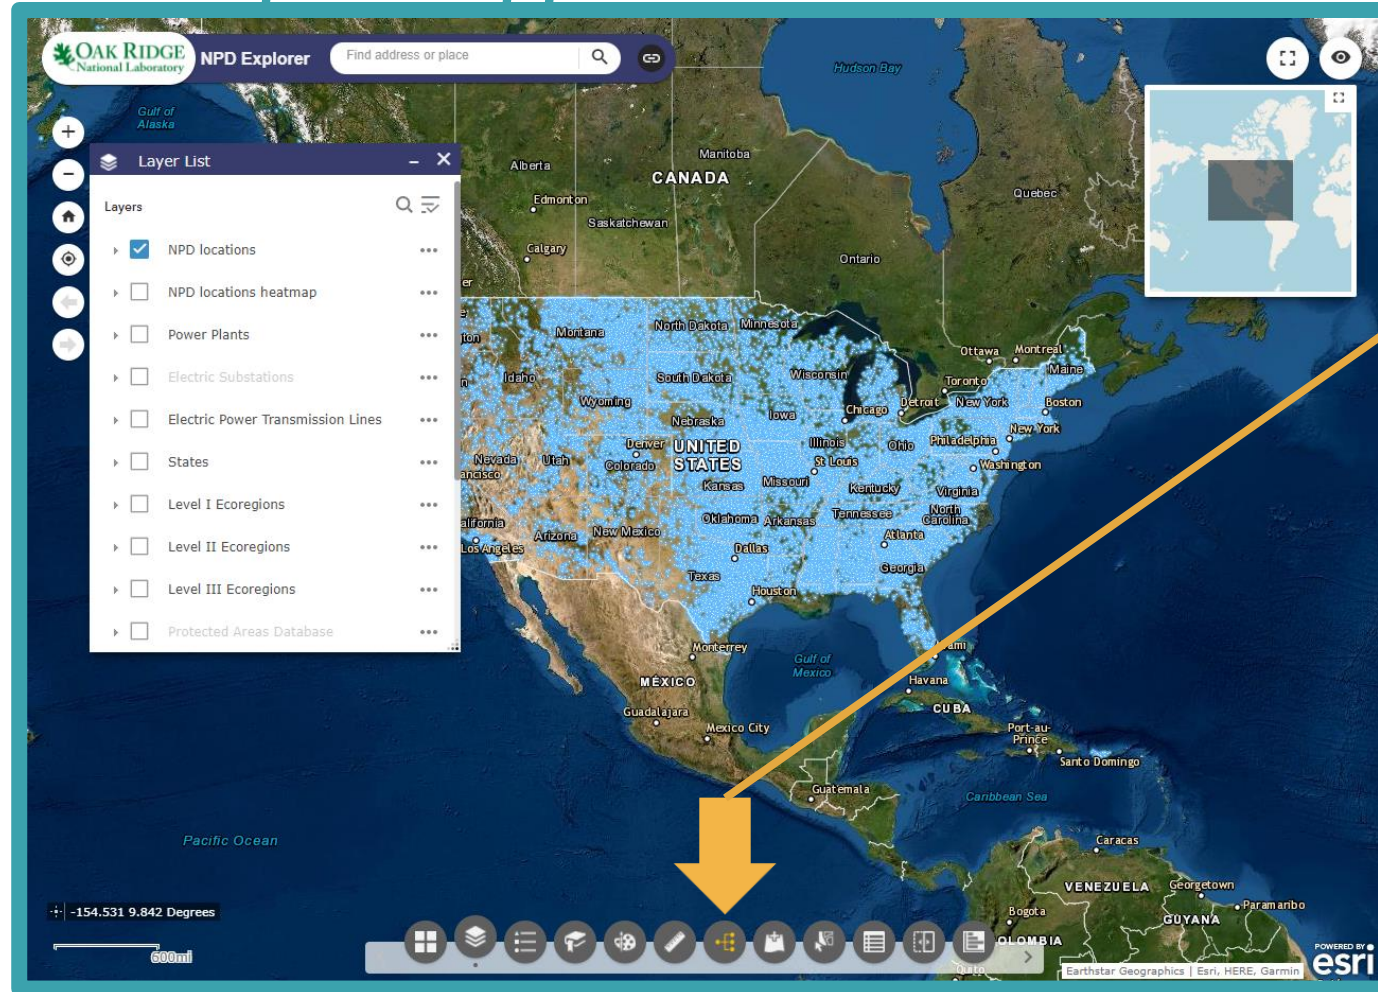 OAK RIDGE
National Laboratory
NPD Explorer
Find address or place
Hudson Bay
Gulf of
Alaska
Layer List
Layers
NPD locations
NPD locations heatmap
Power Plants
Electric Substations
Electric Power Transmission Lines
States
Level I Ecoregions
Level II Ecoregions
Level III Ecoregions
Protected Areas Database
Alberta
Manitoba
CANADA
Edmonton
Saskatchewan
Quebec
Calgary
Ontario
Montana
North Dakota
Minnesota
Ottawa
Montreal
Maine
Idaho
South Dakota
Wisconsin
Toronto
Wyoming
Iowa
Chicago
Detroit
New York
Boston
Nebraska
New York
Denver
UNITED
STATES
Illinois
Ohio
Philadelphia
Nevada
Utah
Colorado
St Louis
Washington
Kansas
Missouri
Kentucky
Virginia
Oklahoma
Arkansas
Tennessee
North
Carolina
Arizona
New Mexico
Los Angeles
Dallas
Atlanta
Texas
Georgia
Houston
Monterrey
Gulf of
Mexico
MÉXICO
Havana
CUBA
Guadalajara
Mexico City
Port-au-
Prince
Santo Domingo
Guatemala
Caribbean Sea
Pacific Ocean
Caracas
VENEZUELA
Georgetown
Paramaribo
Bogota
GUYANA
OLOMBIA
Quito
-154.531 9.842 Degrees
600mi
Earthstar Geographics | Esri, HERE, Garmin
POWERED BY
esri